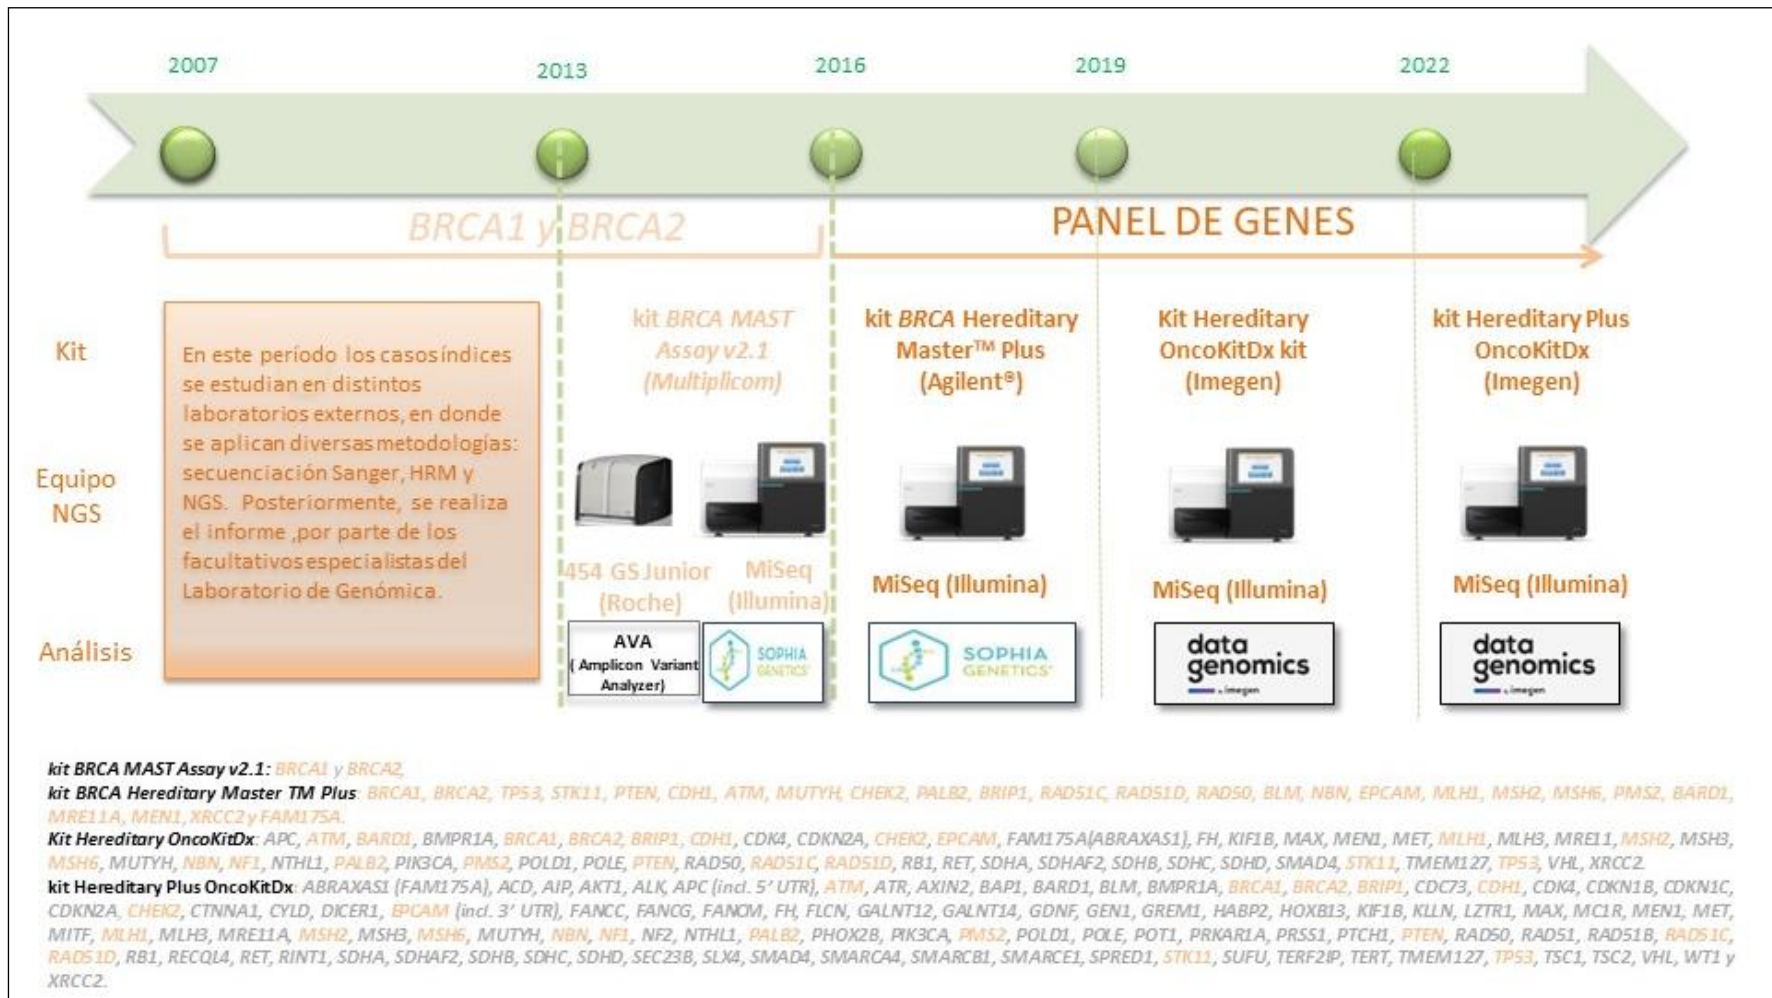 2007
2013
2016
2019
2022
BRCA1 y BRCA2
PANEL DE GENES
Kit
En este período los casos índices
se estudian en distintos
laboratorios externos, en donde
se aplican diversas metodologías:
secuenciación Sanger, HRM y
NGS. Posteriormente, se realiza
el informe ,por parte de los
facultativos especialistas del
Laboratorio de Genómica.
kit BRCA MAST
Assay v2.1
(Multiplicom)
kit BRCA Hereditary
Master™ Plus
(Agilent®)
Kit Hereditary
OncoKitDx kit
(Imegen)
kit Hereditary Plus
OncoKitDx
(Imegen)
Equipo
NGS
454 GS Junior
(Roche)
MiSeq
(Illumina)
MiSeq (Illumina)
MiSeq (Illumina)
MiSeq (Illumina)
Análisis
AVA
( Amplicon Variant
Analyzer)
SOPHIA
GENETICS
SOPHIA
GENETICS
data
genomics
imegen
data
genomics
imegen
kit BRCA MAST Assay v2.1: BRCA1 y BRCA2,
kit BRCA Hereditary Master TM Plus: BRCA1, BRCA2, TP53, STK11, PTEN, CDH1, ATM, MUTYH, CHEK2, PALB2, BRIP1, RAD51C, RAD51D, RAD50, BLM, NBN, EPCAM, MLH1, MSH2, MSH6, PMS2, BARD1,
MRE11A, MEN1, XRCC2 y FAM175A.
Kit Hereditary OncoKitDx: APC, ATM, BARD1, BMPR1A, BRCA1, BRCA2, BRIP1, CDH1, CDK4, CDKN2A, CHEK2, EPCAM, FAM175A(ABRAXAS1), FH, KIF1B, MAX, MEN1, MET, MLH1, MLH3, MRE11, MSH2, MSH3,
MSH6, MUTYH, NBN, NF1, NTHL1, PALB2, PIK3CA, PMS2, POLD1, POLE, PTEN, RAD50, RAD51C, RAD51D, RB1, RET, SDHA, SDHAF2, SDHB, SDHC, SDHD, SMAD4, STK11, TMEM127, TP53, VHL, XRCC2.
kit Hereditary Plus OncoKitDx: ABRAXAS1 (FAM175A), ACD, AIP, AKT1, ALK, APC (incl. 5’ UTR), ATM, ATR, AXIN2, BAP1, BARD1, BLM, BMPR1A, BRCA1, BRCA2, BRIP1, CDC73, CDH1, CDK4, CDKN1B, CDKN1C,
CDKN2A, CHEK2, CTNNA1, CYLD, DICER1, EPCAM (incl. 3’ UTR), FANCC, FANCG, FANCM, FH, FLCN, GALNT12, GALNT14, GDNF, GEN1, GREM1, HABP2, HOXB13, KIF1B, KLLN, LZTR1, MAX, MC1R, MEN1, MET,
MITF, MLH1, MLH3, MRE11A, MSH2, MSH3, MSH6, MUTYH, NBN, NF1, NF2, NTHL1, PALB2, PHOX2B, PIK3CA, PMS2, POLD1, POLE, POT1, PRKAR1A, PRSS1, PTCH1, PTEN, RAD50, RAD51, RAD51B, RAD51C,
RAD51D, RB1, RECQL4, RET, RINT1, SDHA, SDHAF2, SDHB, SDHC, SDHD, SEC23B, SLX4, SMAD4, SMARCA4, SMARCB1, SMARCE1, SPRED1, STK11, SUFU, TERF2IP, TERT, TMEM127, TP53, TSC1, TSC2, VHL, WT1 y
XRCC2.